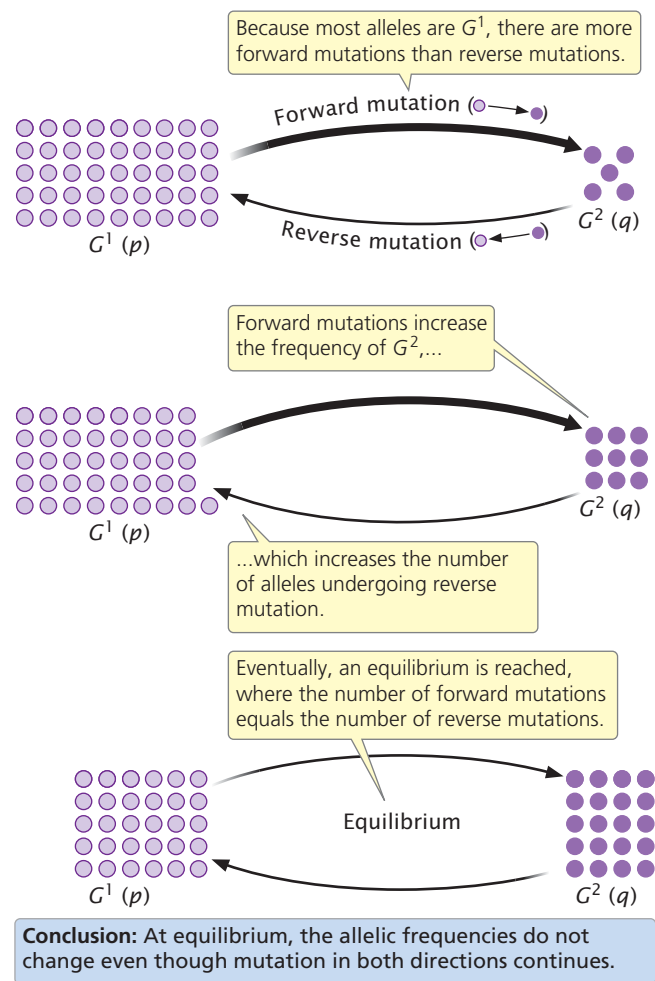 Because most alleles are G¹, there are more
forward mutations than reverse mutations.
Forward mutation ( )
G¹ (p)
G² (q)
Reverse mutation ( )
Forward mutations increase
the frequency of G²,...
G¹ (p)
G² (q)
...which increases the number
of alleles undergoing reverse
mutation.
Eventually, an equilibrium is reached,
where the number of forward mutations
equals the number of reverse mutations.
Equilibrium
G¹ (p)
G² (q)
Conclusion: At equilibrium, the allelic frequencies do not
change even though mutation in both directions continues.